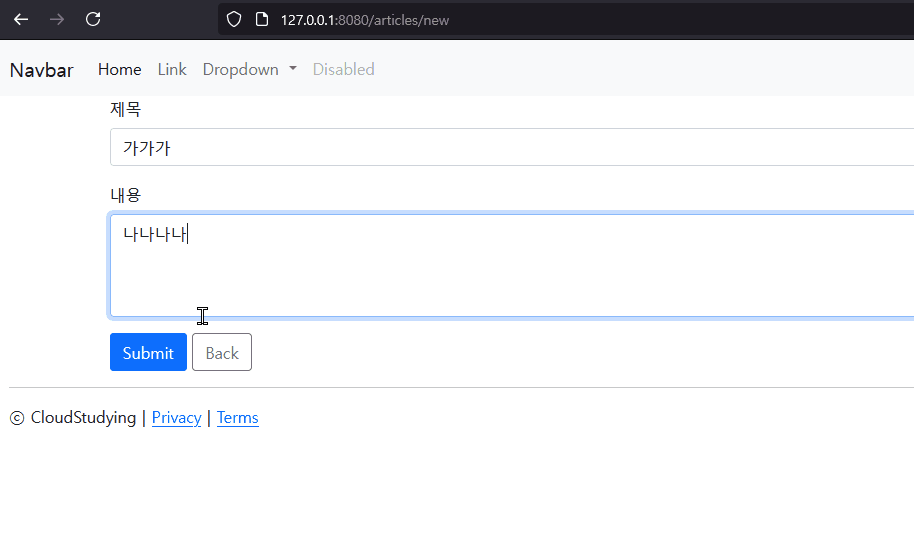 127.0.0.1:8080/articles/new
Navbar Home Link Dropdown Disabled
제목
가가가
내용
나나나나
Submit Back
ⓒ CloudStudying | Privacy | Terms